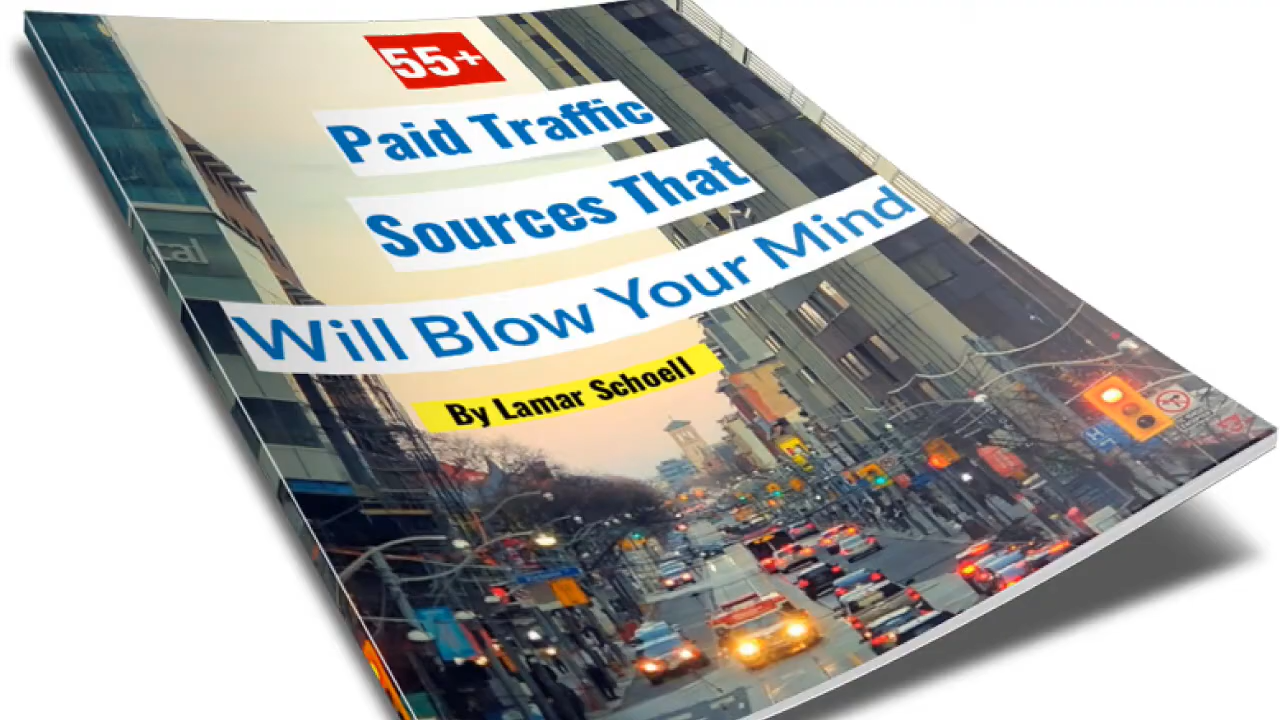 55+
Paid Traffic
Sources That
Will Blow Your Mind
By Lamar Schoell